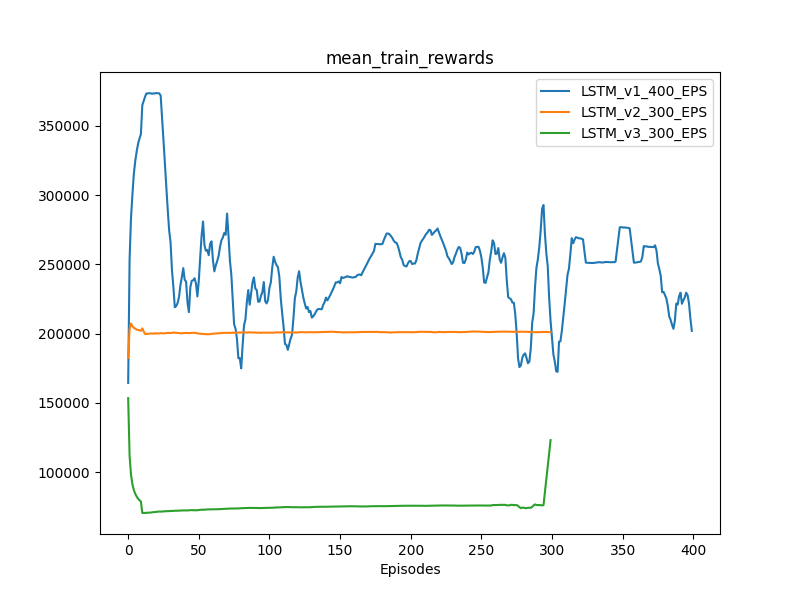 mean_train_rewards
LSTM_v1_400_EPS
LSTM_v2_300_EPS
LSTM_v3_300_EPS
350000
300000
250000
200000
150000
100000
0 50 100 150 200 250 300 350 400
Episodes